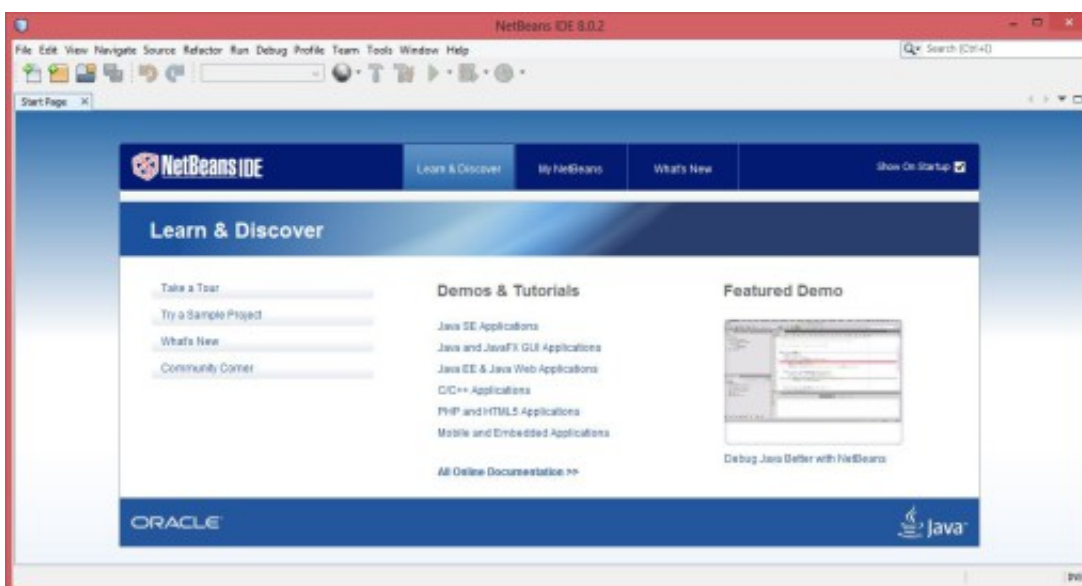 NetBeans IDE 8.0.2
File Edit View Navigate Source Refactor Run Debug Profile Team Tools Window Help
Search (Ctrl+I)
Start Page
NetBeans IDE
Learn & Discover
My NetBeans
What's New
Show On Startup
Learn & Discover
Take a Tour
Try a Sample Project
What's New
Community Corner
Demos & Tutorials
Java SE Applications
Java and JavaFX GUI Applications
Java EE & Java Web Applications
C/C++ Applications
PHP and HTML5 Applications
Mobile and Embedded Applications
All Online Documentation >>
Featured Demo
Debug Java Better with NetBeans
ORACLE
Java